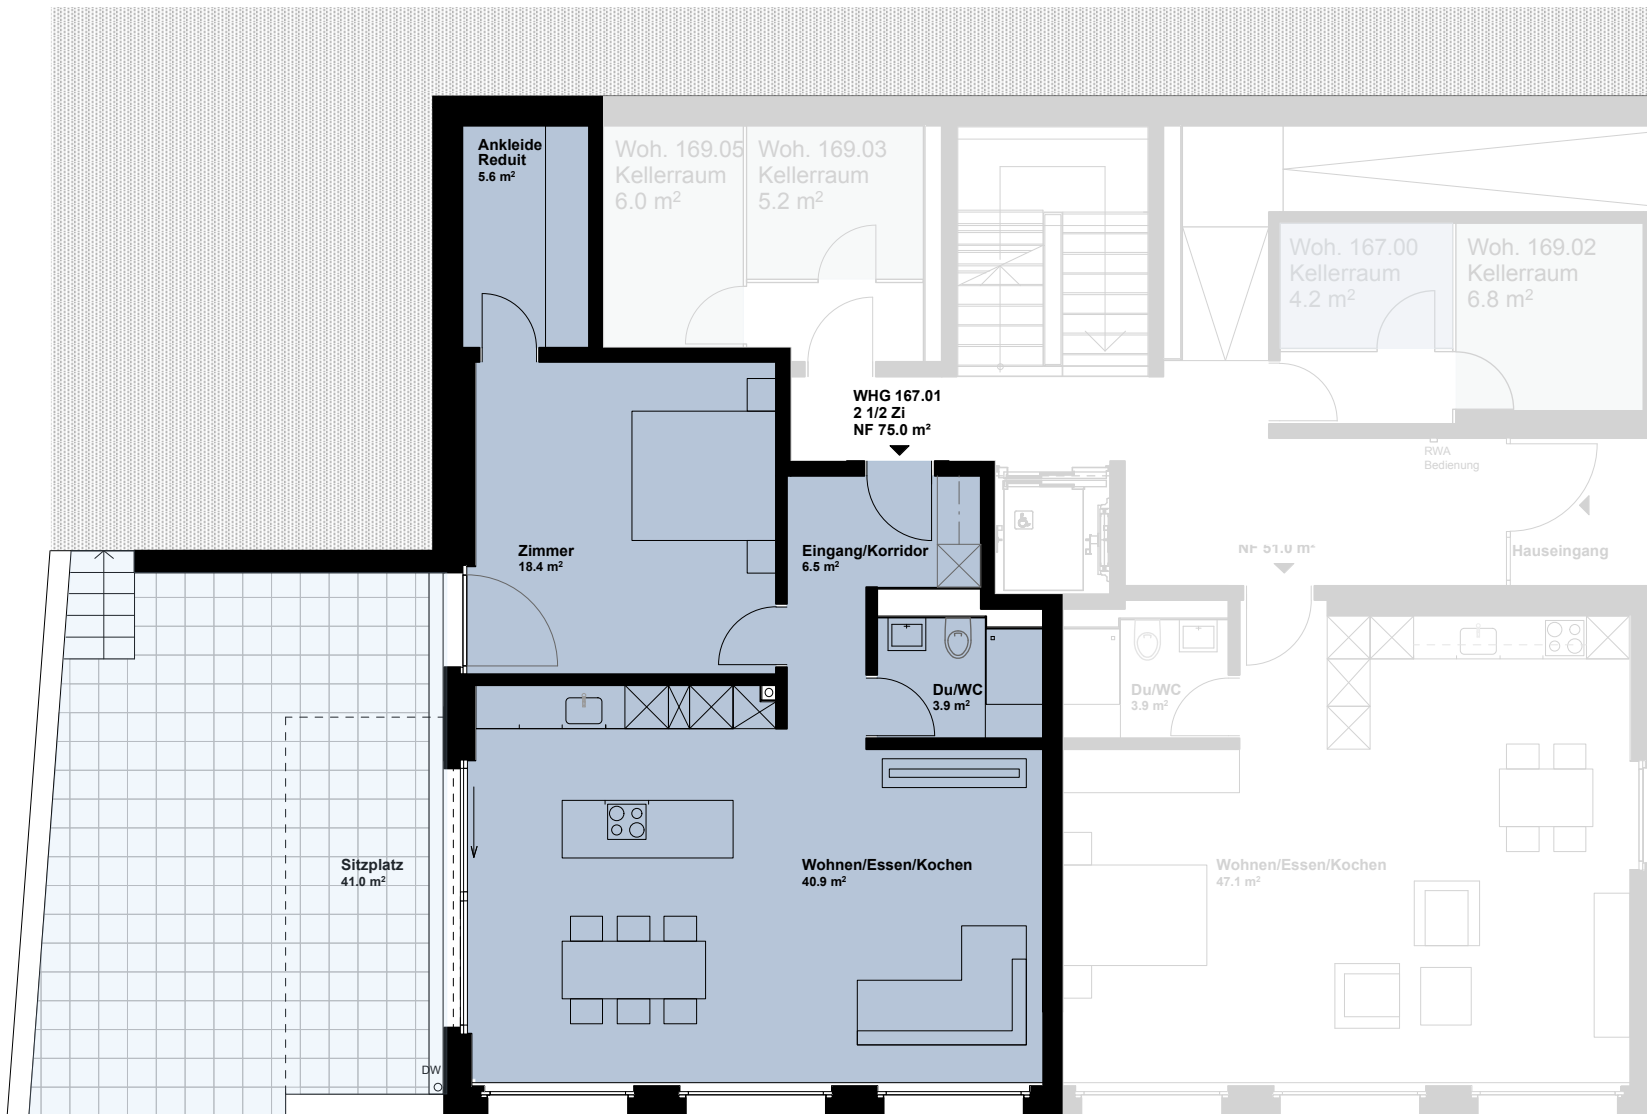 Ankleide
Reduit
5.6 m²
Woh. 169.05
Kellerraum
6.0 m²
Woh. 169.03
Kellerraum
5.2 m²
Woh. 167.00
Kellerraum
4.2 m²
Woh. 169.02
Kellerraum
6.8 m²
WHG 167.01
2 1/2 Zi
NF 75.0 m²
RWA
Bedienung
Zimmer
18.4 m²
Eingang/Korridor
6.5 m²
NF 51.0 m²
Hauseingang
Du/WC
3.9 m²
Du/WC
3.9 m²
Sitzplatz
41.0 m²
Wohnen/Essen/Kochen
40.9 m²
Wohnen/Essen/Kochen
47.1 m²
DW